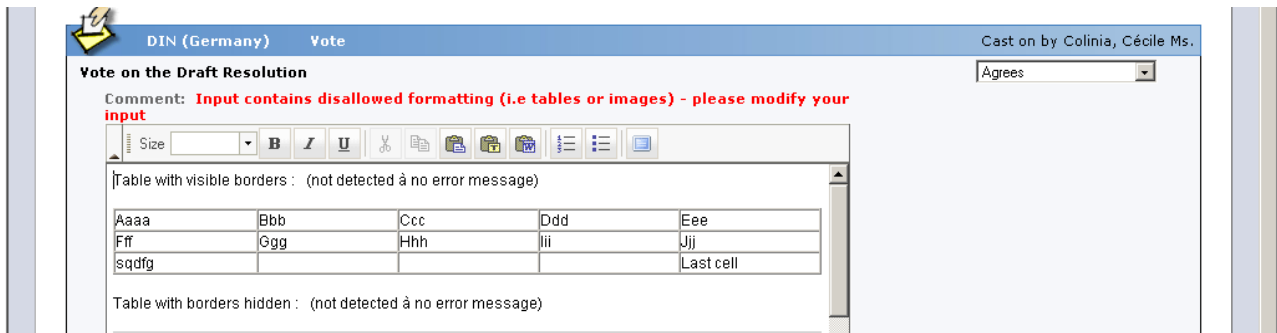 DIN (Germany) Vote Cast on by Colinia, Cécile Ms.
Vote on the Draft Resolution Agrees
Comment: Input contains disallowed formatting (i.e tables or images) - please modify your
input
Size B I U
Table with visible borders : (not detected à no error message)
Aaaa Bbb Ccc Ddd Eee
Fff Ggg Hhh Iii Jjj
sqdfg Last cell
Table with borders hidden : (not detected à no error message)